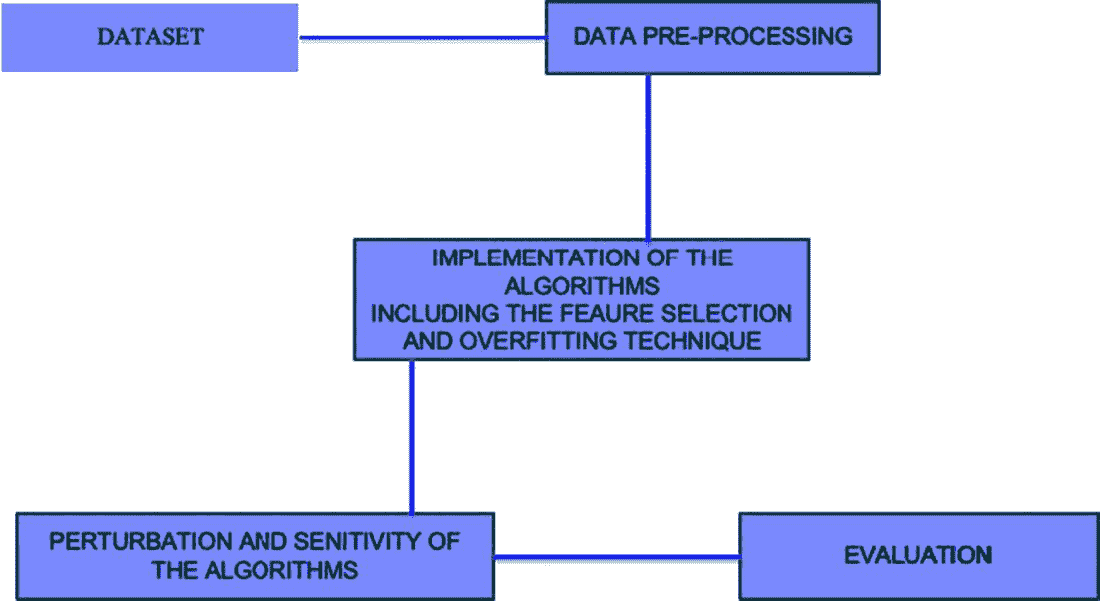 DATASET
DATA PRE-PROCESSING
IMPLEMENTATION OF THE
ALGORITHMS
INCLUDING THE FEAURE SELECTION
AND OVERFITTING TECHNIQUE
PERTURBATION AND SENITIVITY OF
THE ALGORITHMS
EVALUATION